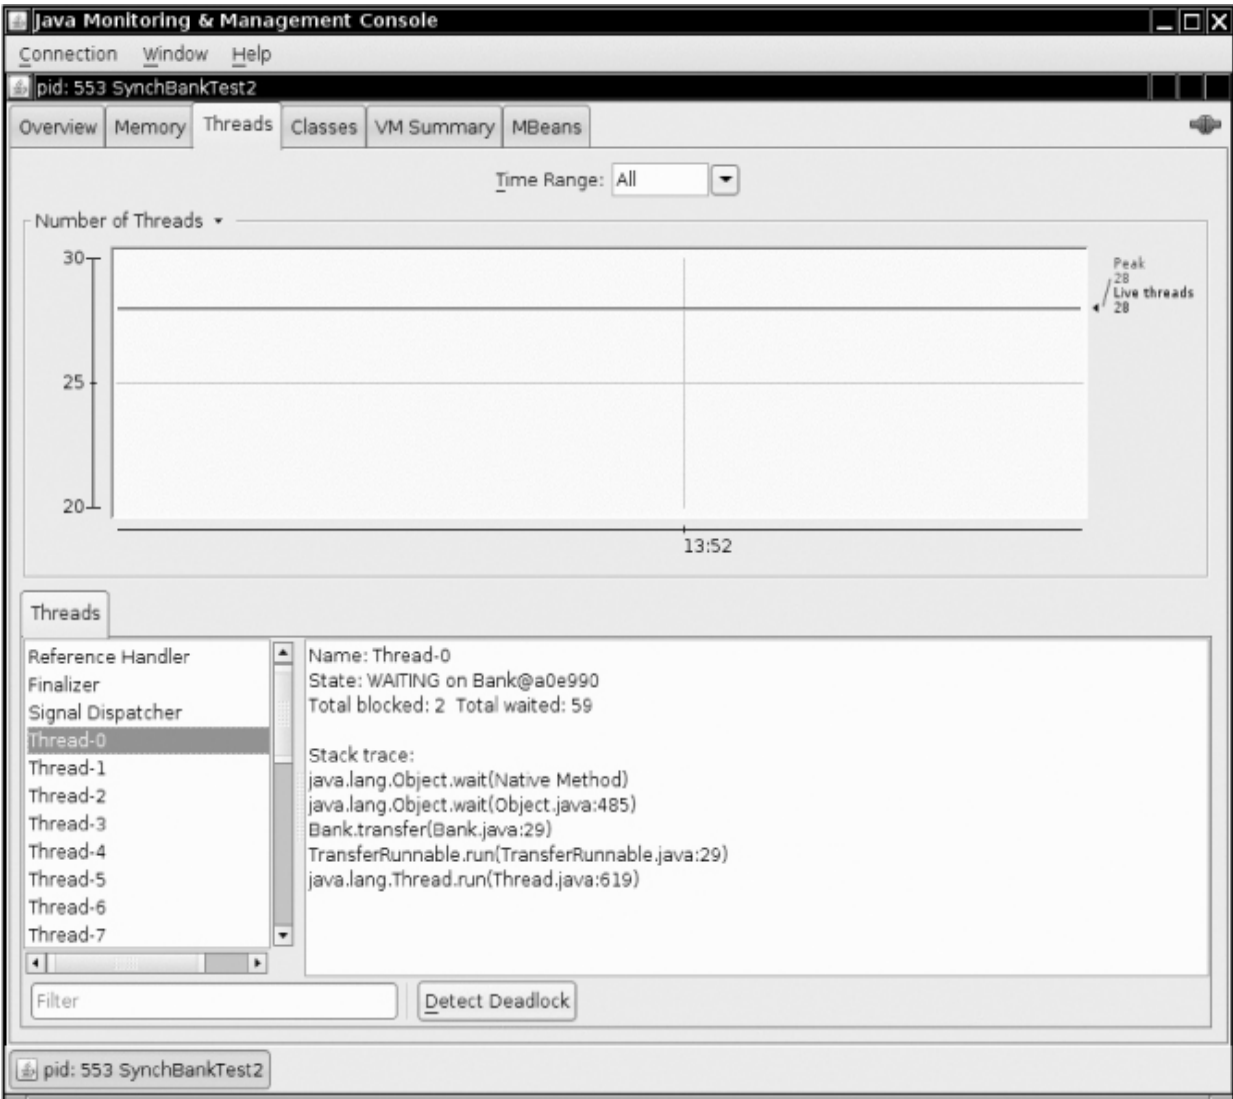 Java Monitoring & Management Console
Connection Window Help
pid: 553 SynchBankTest2
Overview Memory Threads Classes VM Summary MBeans
Time Range: All
Number of Threads
30
25
20
13:52
Peak
28
Live threads
28
Threads
Reference Handler
Finalizer
Signal Dispatcher
Thread-0
Thread-1
Thread-2
Thread-3
Thread-4
Thread-5
Thread-6
Thread-7
Name: Thread-0
State: WAITING on Bank@a0e990
Total blocked: 2 Total waited: 59
Stack trace:
java.lang.Object.wait(Native Method)
java.lang.Object.wait(Object.java:485)
Bank.transfer(Bank.java:29)
TransferRunnable.run(TransferRunnable.java:29)
java.lang.Thread.run(Thread.java:619)
Filter
Detect Deadlock
pid: 553 SynchBankTest2